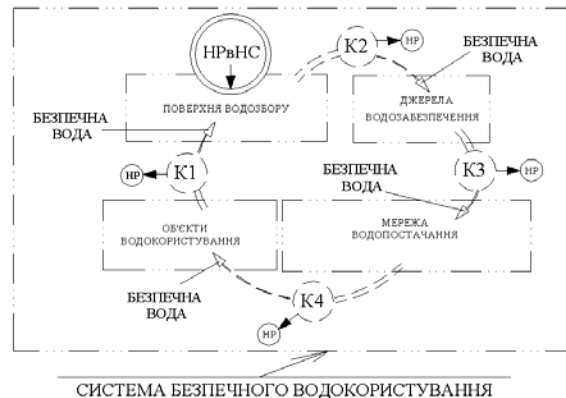 НРвНС
К2
НР
БЕЗПЕЧНА
ВОДА
ПОВЕРХНЯ ВОДОЗБОРУ
ДЖЕРЕЛА
ВОДОЗАБЕЗПЕЧЕННЯ
БЕЗПЕЧНА
ВОДА
НР
К1
БЕЗПЕЧНА
ВОДА
К3
НР
ОБ'ЄКТИ
ВОДОКОРИСТУВАННЯ
МЕРЕЖА
ВОДОПОСТАЧАННЯ
БЕЗПЕЧНА
ВОДА
К4
НР
СИСТЕМА БЕЗПЕЧНОГО ВОДОКОРИСТУВАННЯ